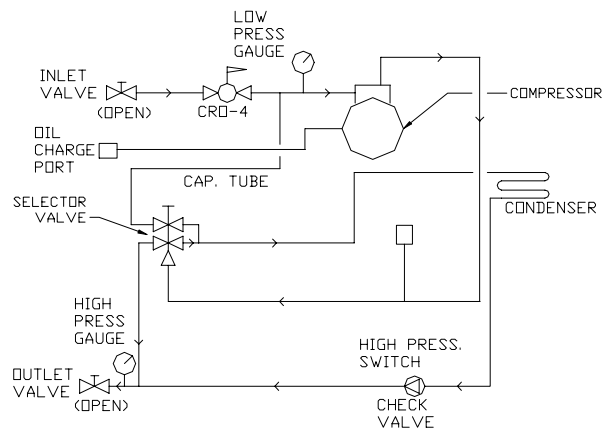 LOW
PRESS
GAUGE
INLET
VALVE
(OPEN)
CRO-4
COMPRESSOR
OIL
CHARGE
PORT
CAP. TUBE
SELECTOR
VALVE
CONDENSER
HIGH
PRESS
GAUGE
HIGH PRESS.
SWITCH
OUTLET
VALVE
(OPEN)
CHECK
VALVE